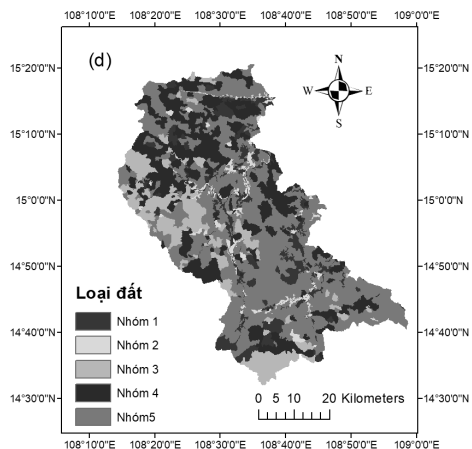 108°10'0"E 108°20'0"E 108°30'0"E 108°40'0"E 108°50'0"E 109°0'0"E
(d)
N
W E
S
15°20'0"N 15°20'0"N
15°10'0"N 15°10'0"N
15°0'0"N 15°0'0"N
14°50'0"N 14°50'0"N
14°40'0"N 14°40'0"N
14°30'0"N 14°30'0"N
Loại đất
Nhóm 1
Nhóm 2
Nhóm 3
Nhóm 4
Nhóm5
0 5 10 20 Kilometers
108°10'0"E 108°20'0"E 108°30'0"E 108°40'0"E 108°50'0"E 109°0'0"E